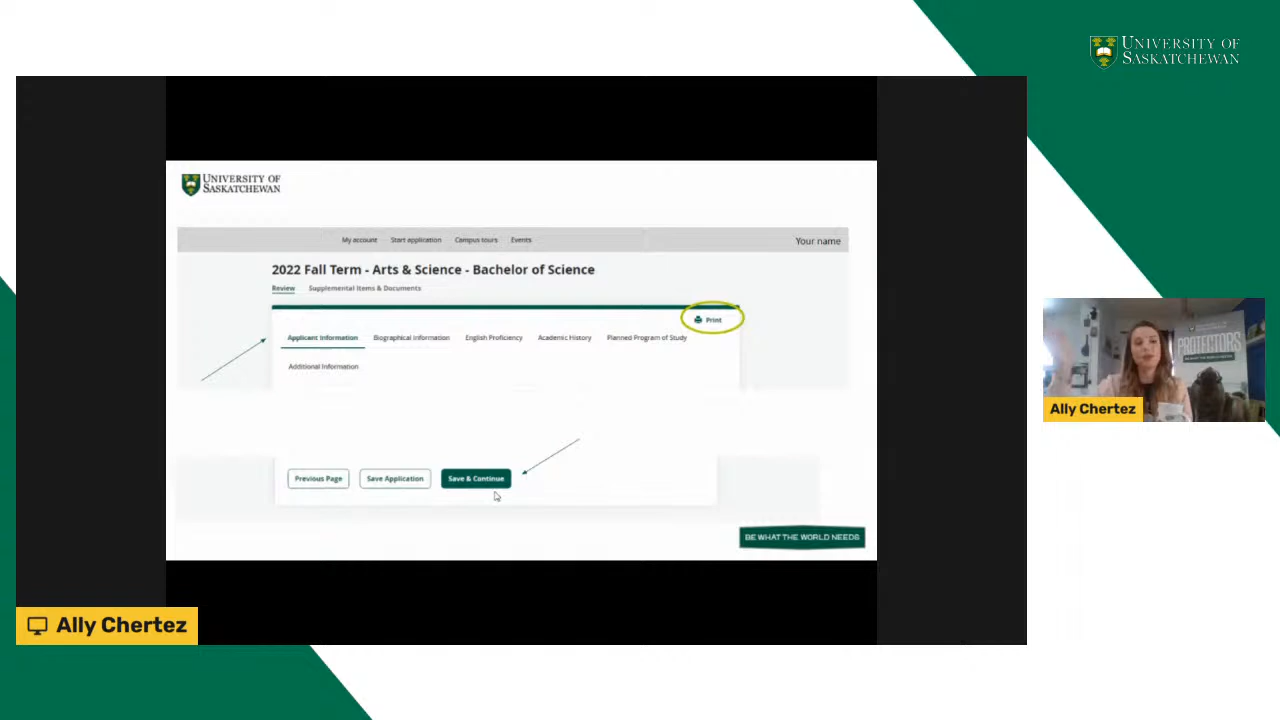 UNIVERSITY OF
SASKATCHEWAN
UNIVERSITY OF
SASKATCHEWAN
My account Start application Campus tours Events Your name
2022 Fall Term - Arts & Science - Bachelor of Science
Review Supplemental Items & Documents
Print
Applicant Information Biographical Information English Proficiency Academic History Planned Program of Study
Additional Information
Previous Page Save Application Save & Continue
BE WHAT THE WORLD NEEDS
PROTECTORS
Ally Chertez
Ally Chertez